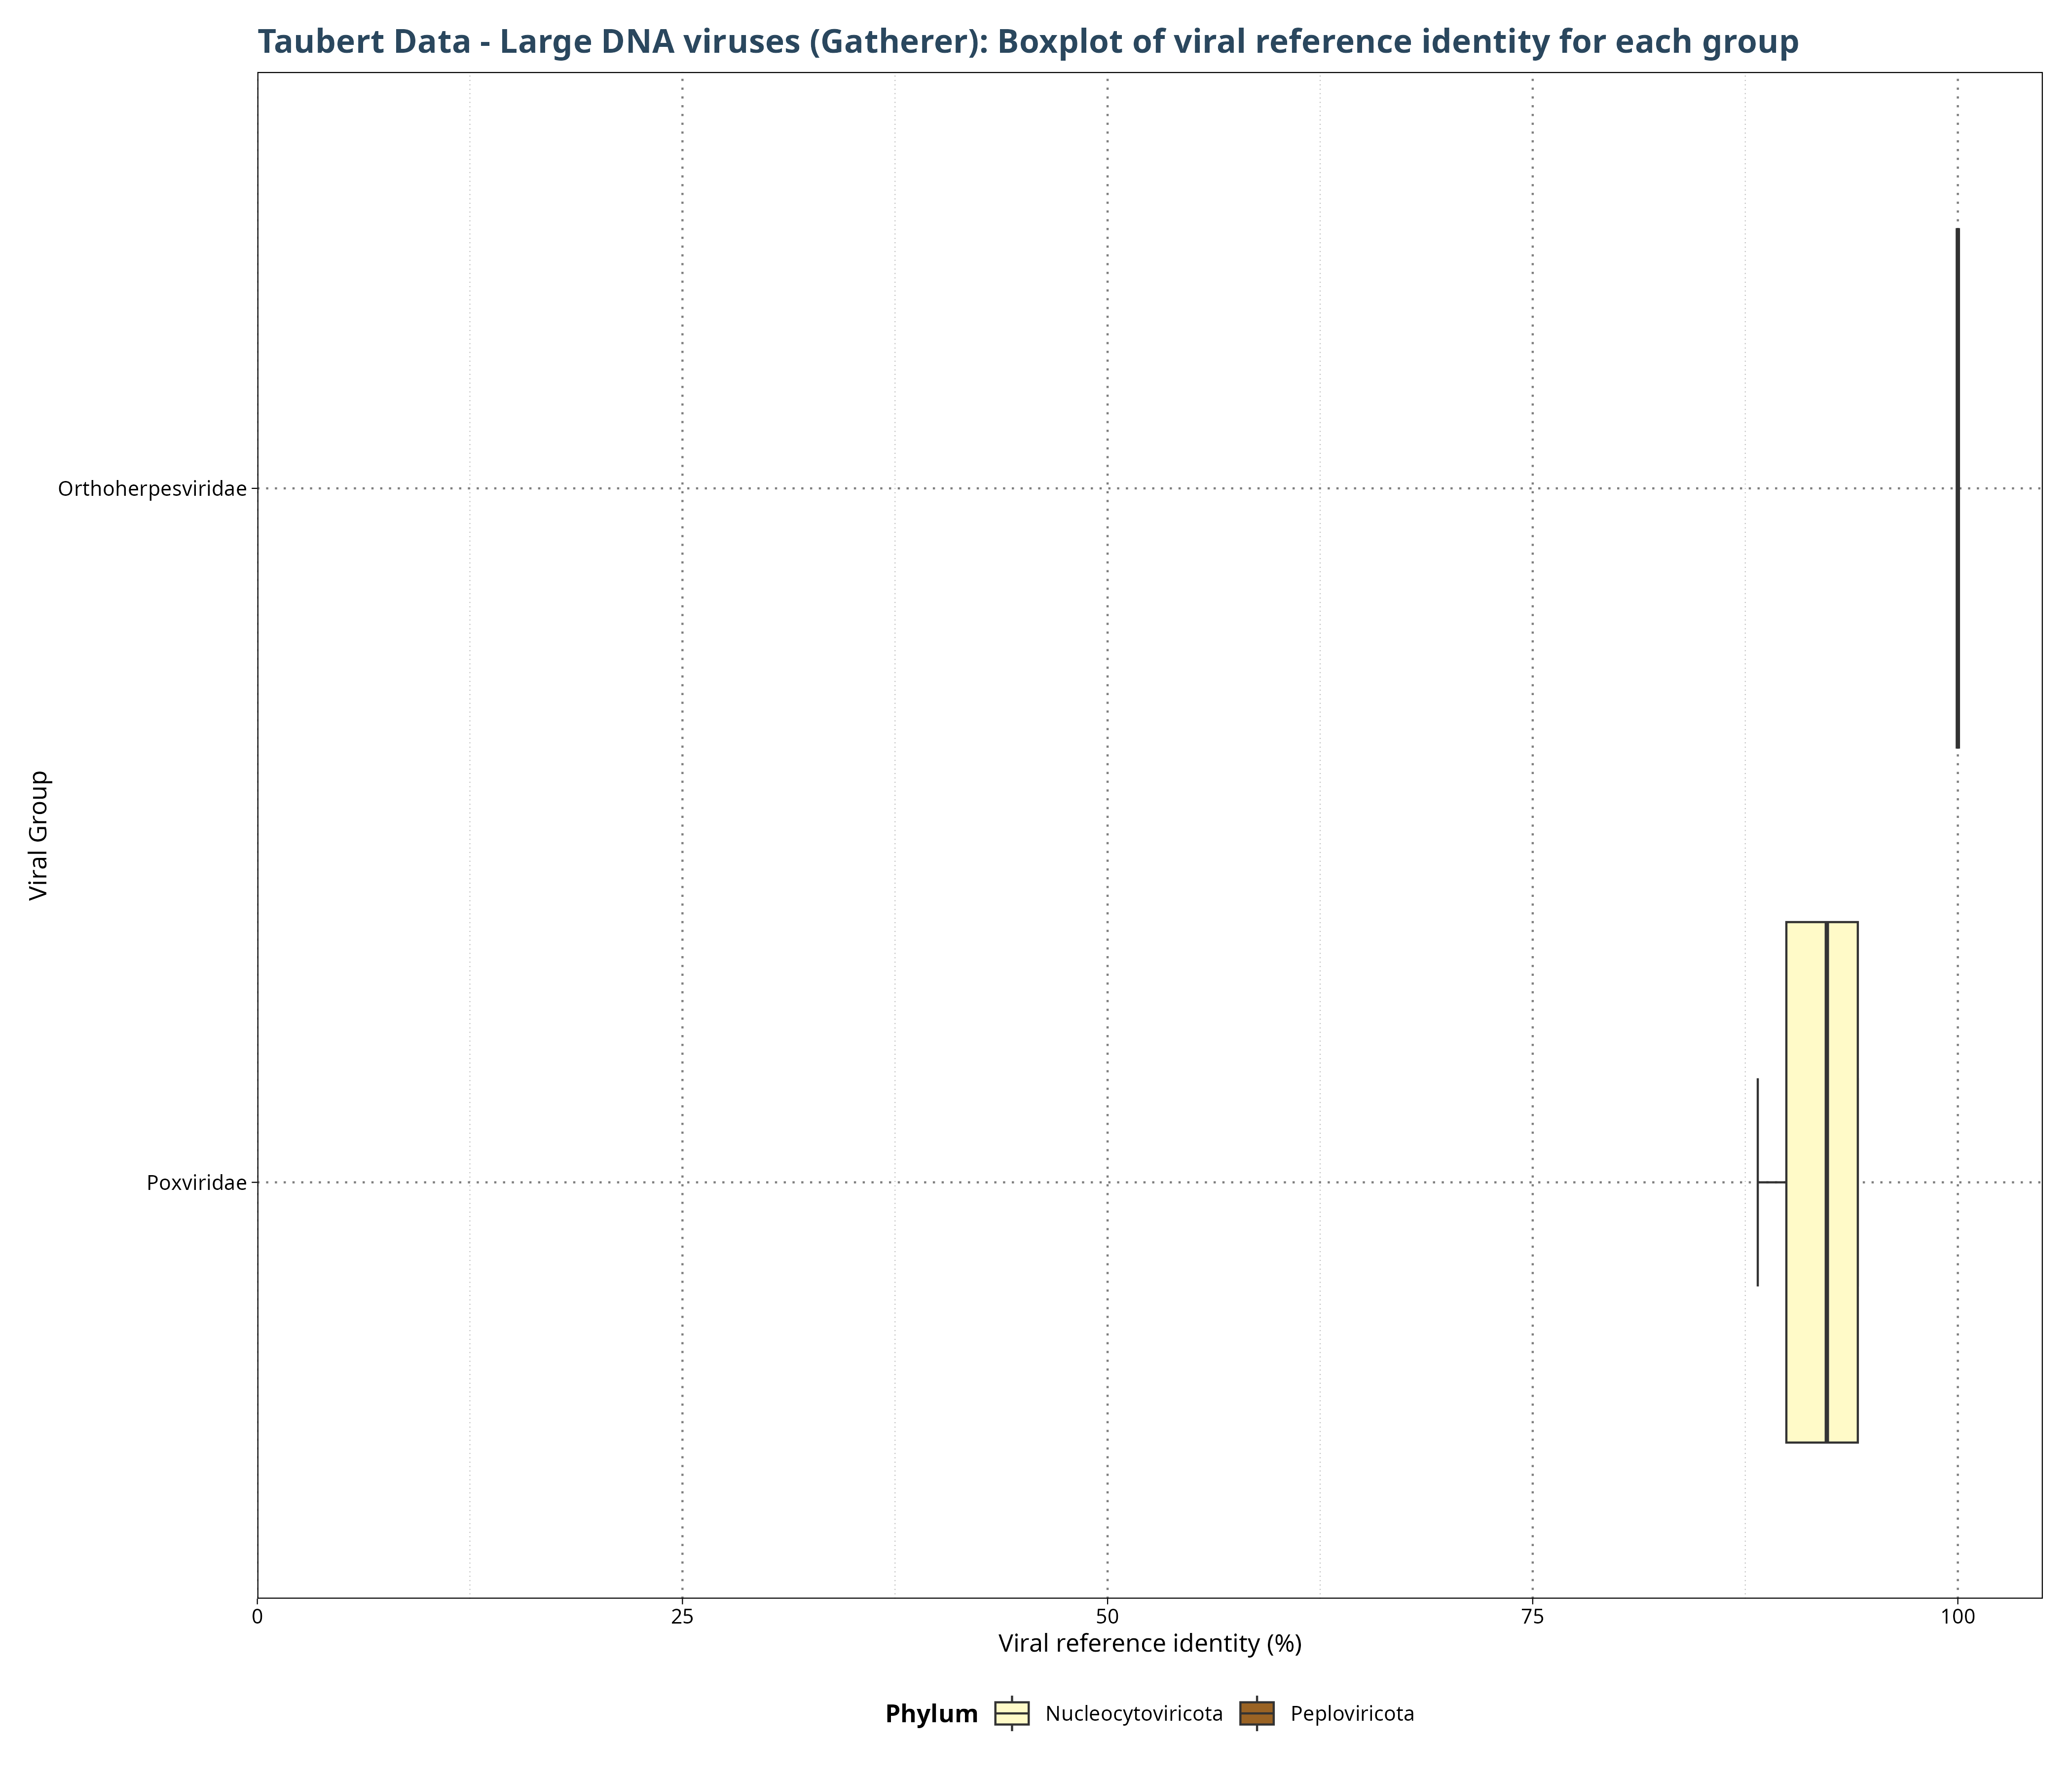 Taubert Data - Large DNA viruses (Gatherer): Boxplot of viral reference identity for each group
Viral Group
Orthoherpesviridae
Poxviridae
0 25 50 75 100
Viral reference identity (%)
Phylum Nucleocytoviricota Peploviricota